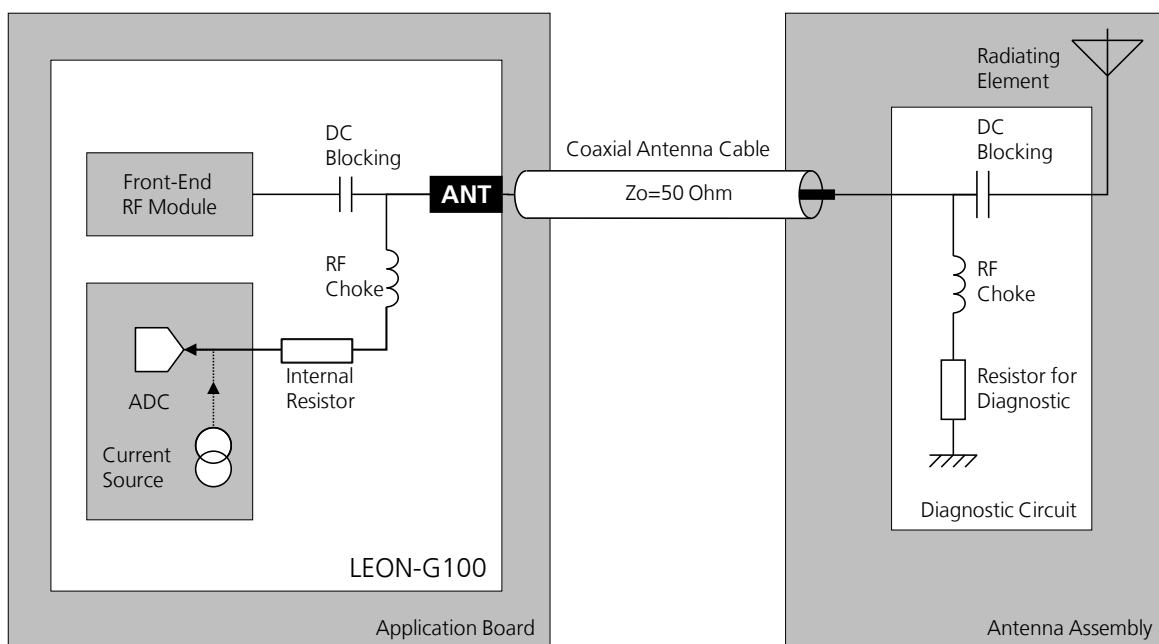 DC
Blocking
Front-End
RF Module
ANT
RF
Choke
ADC
Internal
Resistor
Current
Source
LEON-G100
Application Board
Coaxial Antenna Cable
Zo=50 Ohm
Radiating
Element
DC
Blocking
RF
Choke
Resistor for
Diagnostic
Diagnostic Circuit
Antenna Assembly